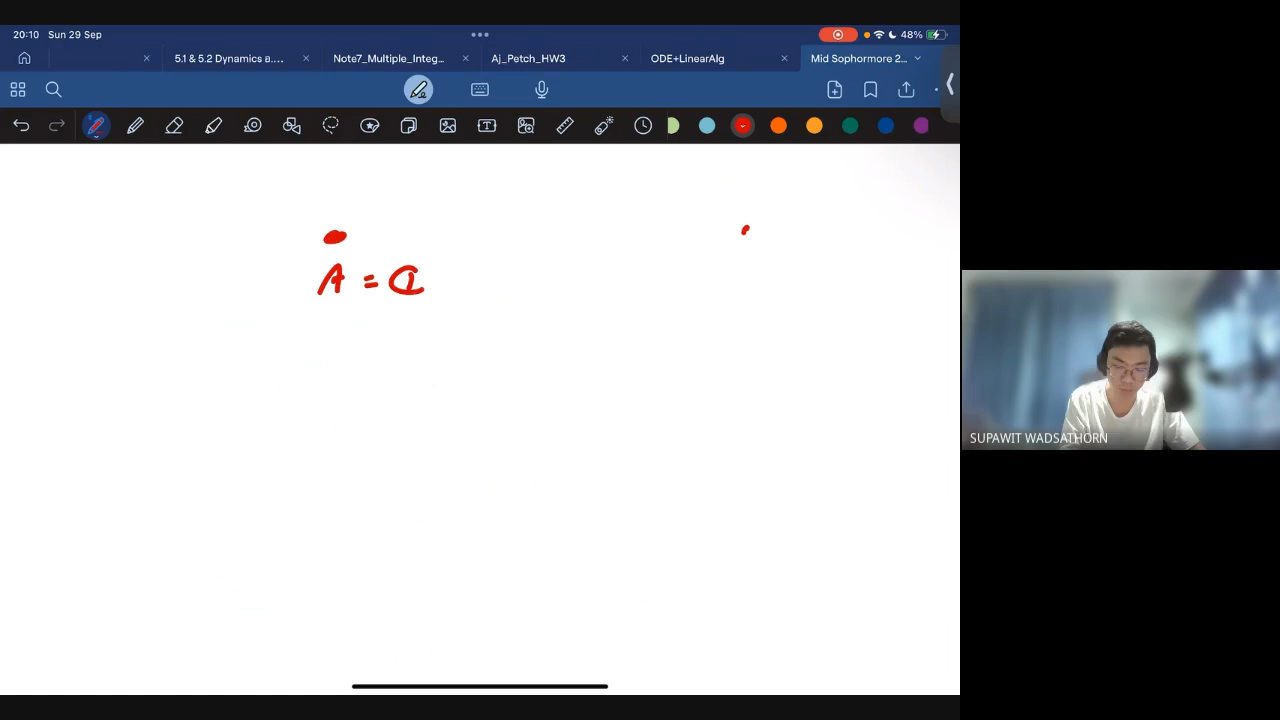 20:10 Sun 29 Sep 48%
5.1 & 5.2 Dynamics a.... Note7_Multiple_Integ... Aj_Petch_HW3 ODE+LinearAlg Mid Sophormore 2...
A =
SUPAWIT WADSATHORN